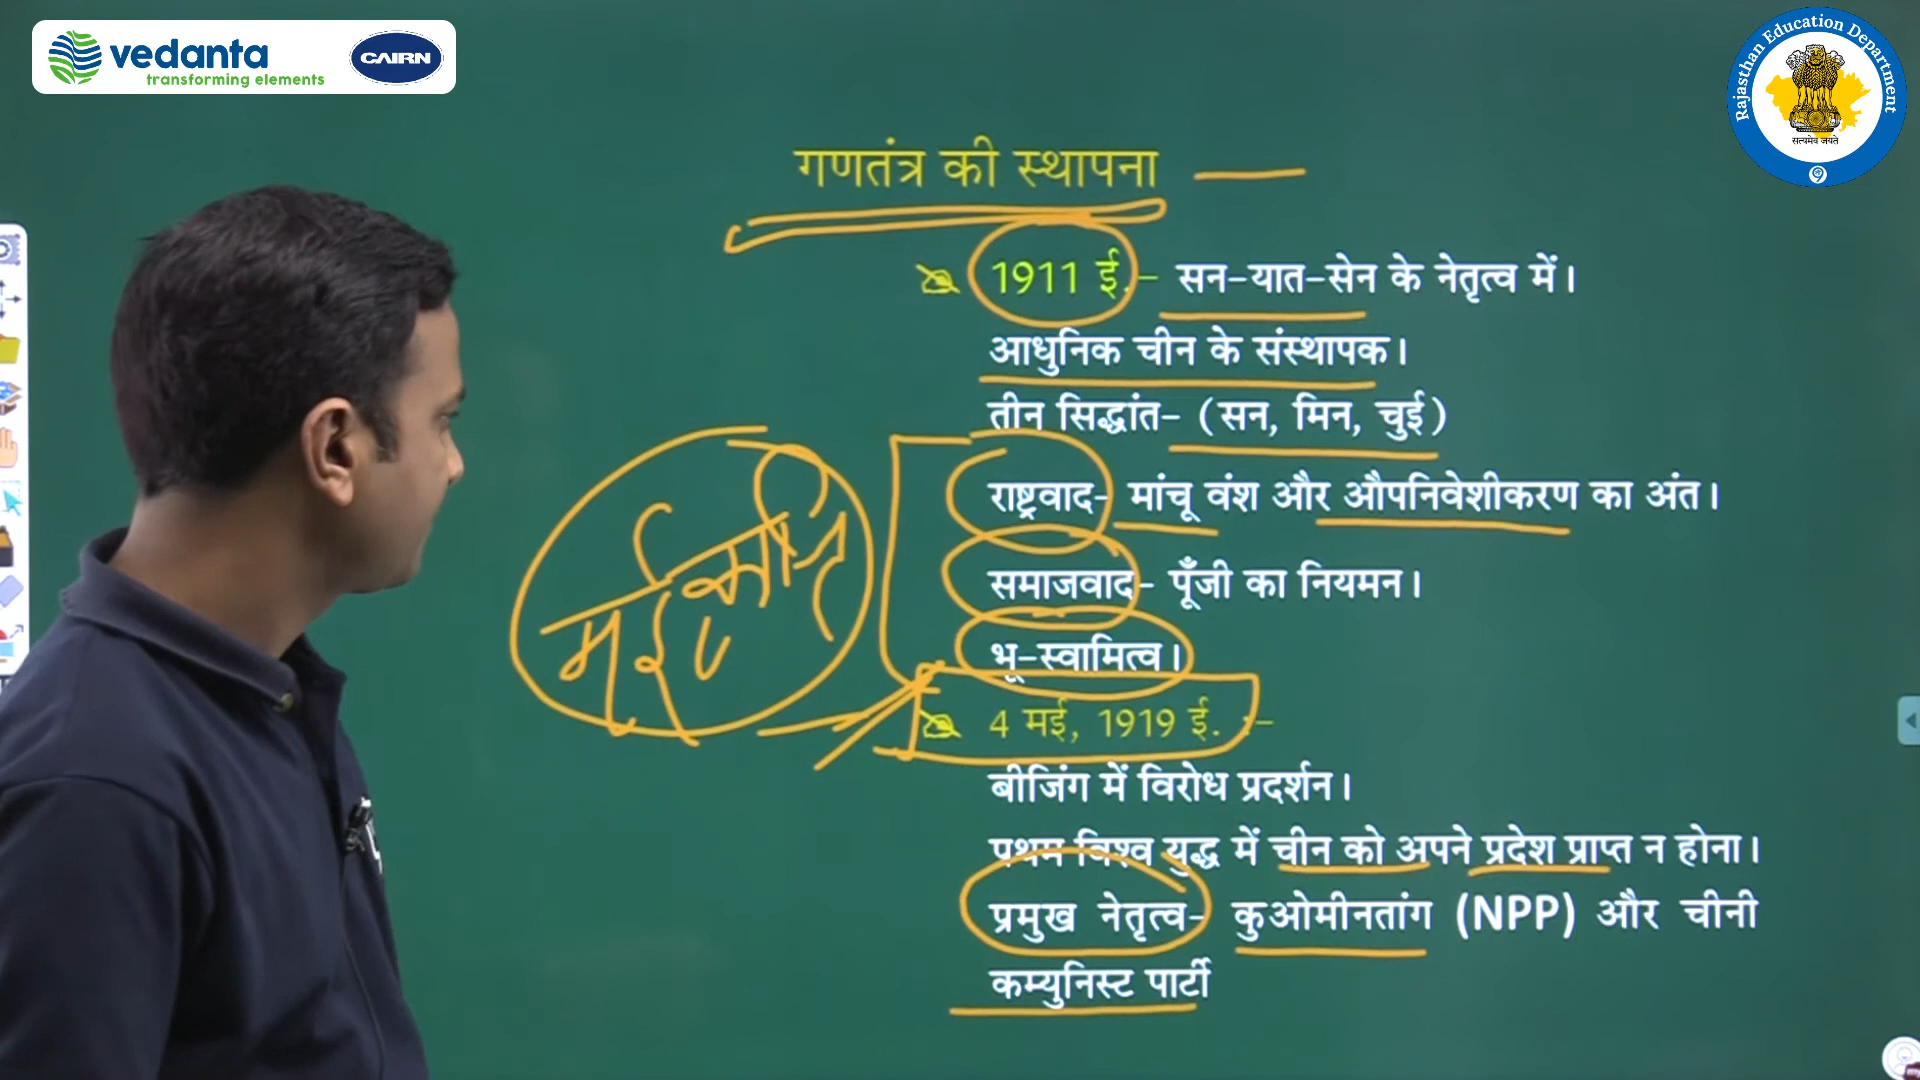 vedanta
transforming elements
CAIRN
Rajasthan Education Department
सत्यमेव जयते
गणतंत्र की स्थापना
1911 ई.- सन-यात-सेन के नेतृत्व में।
आधुनिक चीन के संस्थापक।
तीन सिद्धांत- (सन, मिन, चुई)
राष्ट्रवाद- मांचू वंश और औपनिवेशीकरण का अंत।
समाजवाद- पूँजी का नियमन।
भू-स्वामित्व।
4 मई, 1919 ई. :-
बीजिंग में विरोध प्रदर्शन।
प्रथम विश्व युद्ध में चीन को अपने प्रदेश प्राप्त न होना।
प्रमुख नेतृत्व- कुओमीनतांग (NPP) और चीनी
कम्युनिस्ट पार्टी